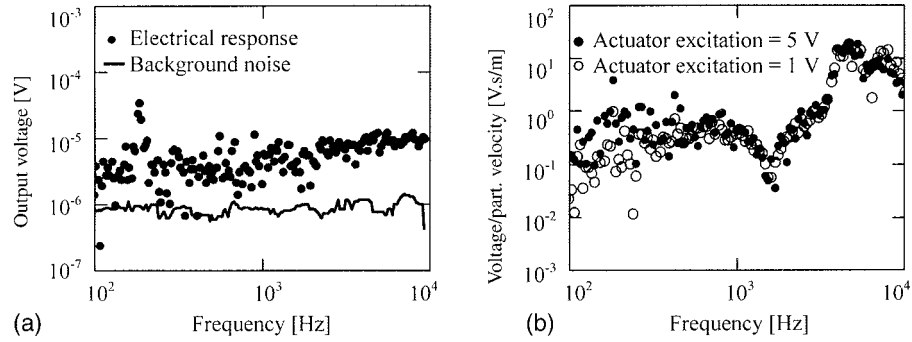 10^-3
10^-4
10^-5
10^-6
10^-7
Output voltage [V]
Electrical response
Background noise
10^2
10^3
10^4
Frequency [Hz]
(a)
10^2
10^1
10^0
10^-1
10^-2
10^-3
Voltage/part. velocity [V.s/m]
Actuator excitation = 5 V
Actuator excitation = 1 V
10^2
10^3
10^4
Frequency [Hz]
(b)